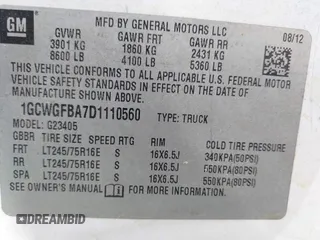 GM
MFD BY GENERAL MOTORS LLC
08/12
GVWR GAWR FRT GAWR RR
3901 KG 1860 KG 2431 KG
8600 LB 4100 LB 5360 LB
THIS VEHICLE CONFORMS TO ALL APPLICABLE U.S. FEDERAL MOTOR
VEHICLE SAFETY STANDARDS IN EFFECT ON THE DATE OF
MANUFACTURE SHOWN ABOVE.
1GCWGFBA7D1110560 TYPE: TRUCK
MODEL: G23405
GBBR TIRE SIZE SPEED RTG RIM COLD TIRE PRESSURE
FRT LT245/75R16E S 16X6.5J 340KPA(50PSI)
RR LT245/75R16E S 16X6.5J 550KPA(80PSI)
SPA LT245/75R16E S 16X6.5J 550KPA(80PSI)
SEE OWNER'S MANUAL FOR ADDITIONAL INFORMATION.
DREAMBID